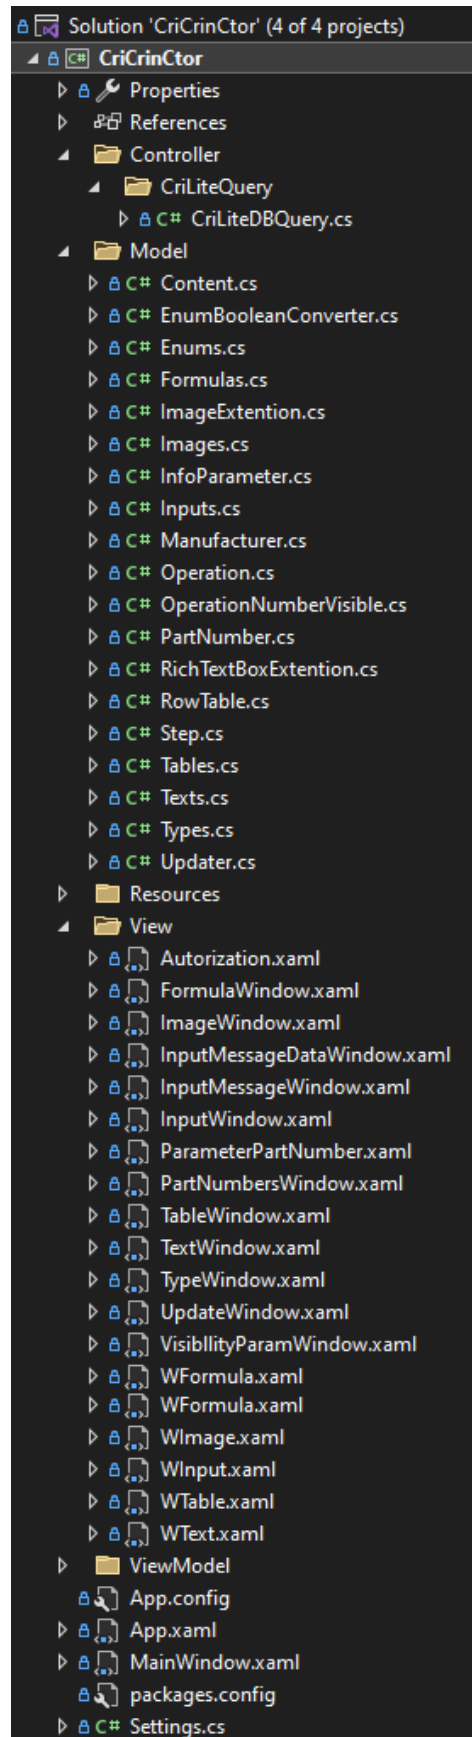 Solution 'CriCrinCtor' (4 of 4 projects)
C# CriCrinCtor
Properties
References
Controller
CriLiteQuery
C# CriLiteDBQuery.cs
Model
C# Content.cs
C# EnumBooleanConverter.cs
C# Enums.cs
C# Formulas.cs
C# ImageExtention.cs
C# Images.cs
C# InfoParameter.cs
C# Inputs.cs
C# Manufacturer.cs
C# Operation.cs
C# OperationNumberVisible.cs
C# PartNumber.cs
C# RichTextBoxExtention.cs
C# RowTable.cs
C# Step.cs
C# Tables.cs
C# Texts.cs
C# Types.cs
C# Updater.cs
Resources
View
Autorization.xaml
FormulaWindow.xaml
ImageWindow.xaml
InputMessageDataWindow.xaml
InputMessageWindow.xaml
InputWindow.xaml
ParameterPartNumber.xaml
PartNumbersWindow.xaml
TableWindow.xaml
TextWindow.xaml
TypeWindow.xaml
UpdateWindow.xaml
VisibllityParamWindow.xaml
WFormula.xaml
WFormula.xaml
WImage.xaml
WInput.xaml
WTable.xaml
WText.xaml
ViewModel
App.config
App.xaml
MainWindow.xaml
packages.config
C# Settings.cs